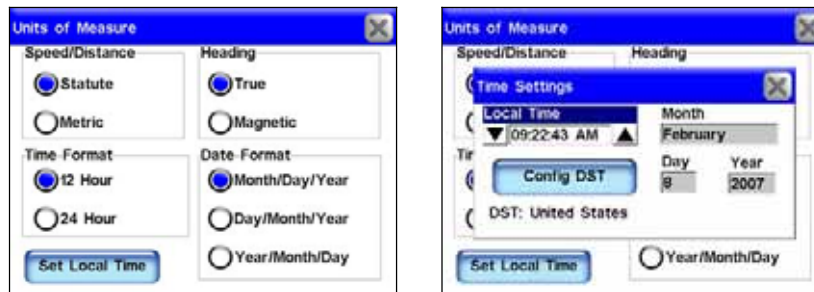 Units of Measure
Speed/Distance
Statute
Metric
Heading
True
Magnetic
Time Format
12 Hour
24 Hour
Date Format
Month/Day/Year
Day/Month/Year
Year/Month/Day
Set Local Time
Units of Measure
Speed/Distance
Heading
Time Settings
Local Time
09:22:43 AM
Month
February
Config DST
Day
Year
2007
DST: United States
Year/Month/Day
Set Local Time